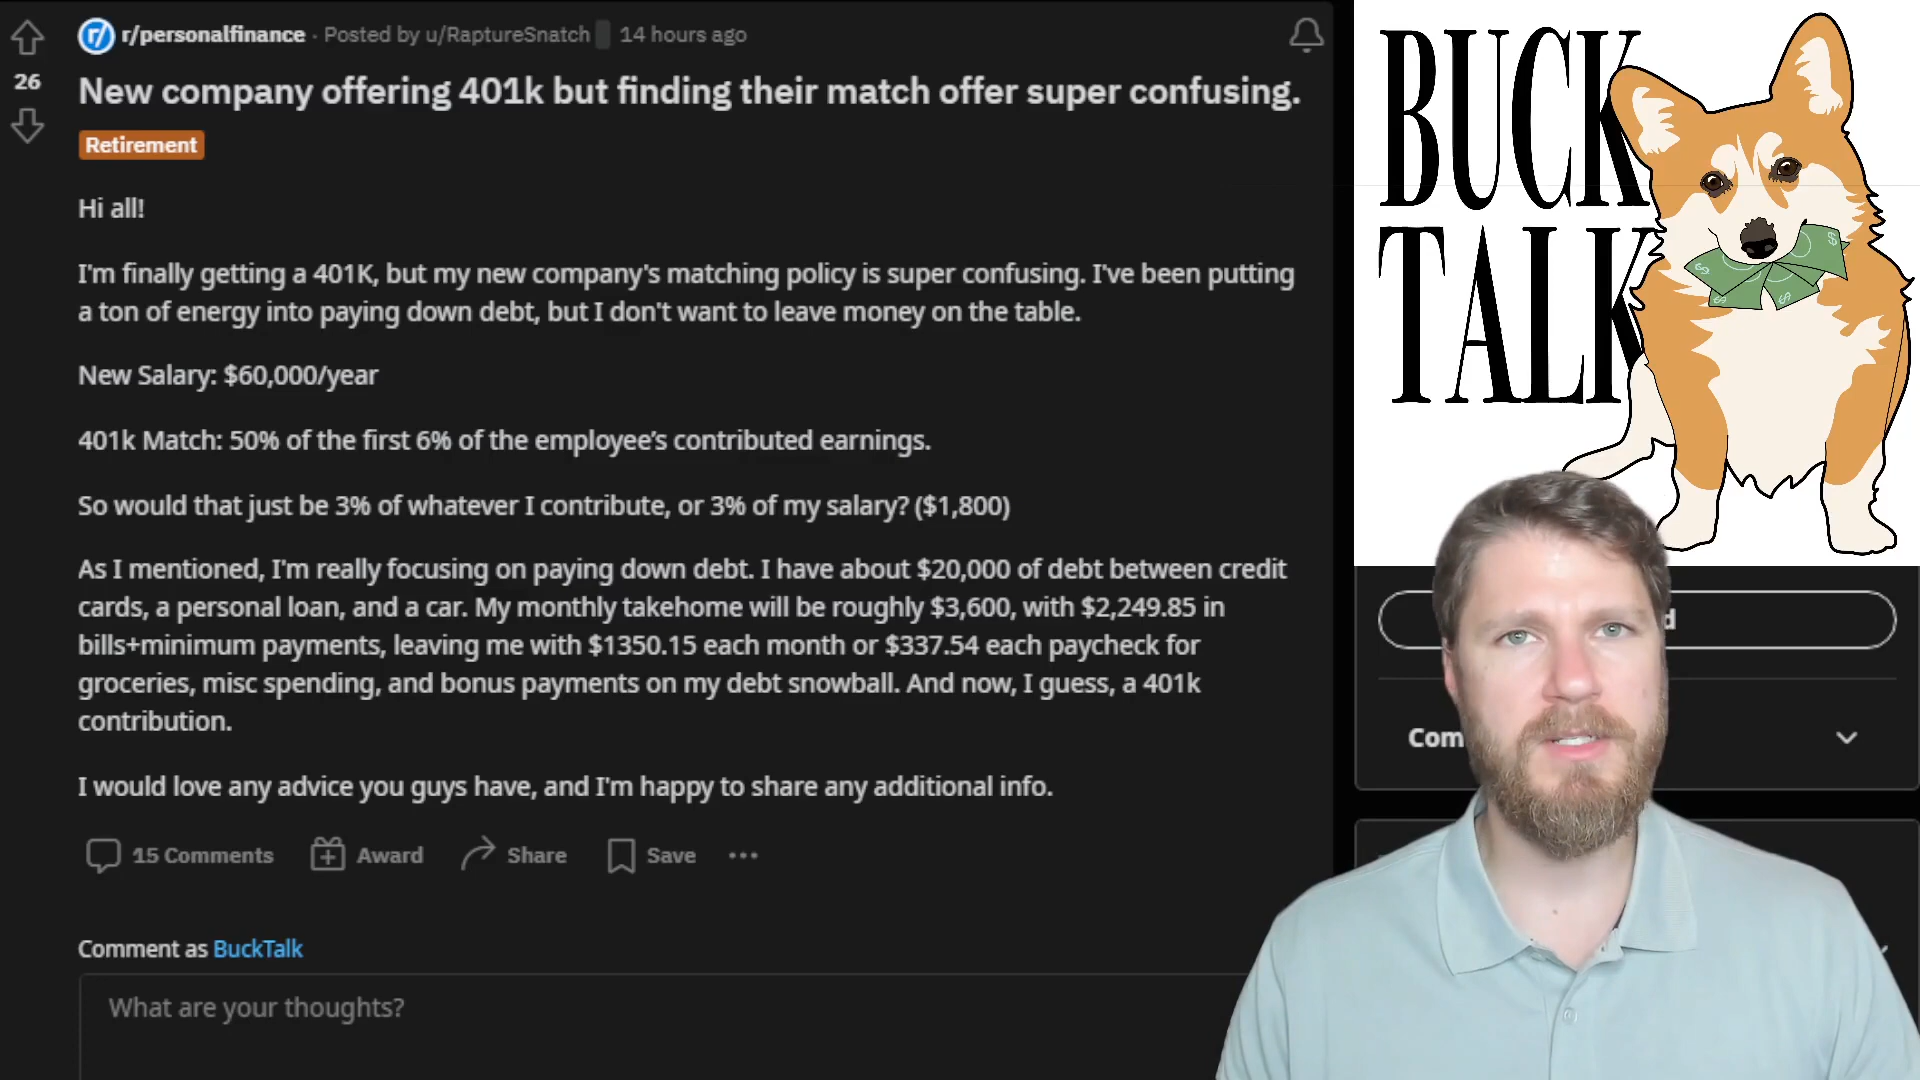 r/personalfinance · Posted by u/RaptureSnatch 14 hours ago
26
New company offering 401k but finding their match offer super confusing.
Retirement
Hi all!
I'm finally getting a 401K, but my new company's matching policy is super confusing. I've been putting
a ton of energy into paying down debt, but I don't want to leave money on the table.
New Salary: $60,000/year
401k Match: 50% of the first 6% of the employee’s contributed earnings.
So would that just be 3% of whatever I contribute, or 3% of my salary? ($1,800)
As I mentioned, I'm really focusing on paying down debt. I have about $20,000 of debt between credit
cards, a personal loan, and a car. My monthly takehome will be roughly $3,600, with $2,249.85 in
bills+minimum payments, leaving me with $1350.15 each month or $337.54 each paycheck for
groceries, misc spending, and bonus payments on my debt snowball. And now, I guess, a 401k
contribution.
I would love any advice you guys have, and I'm happy to share any additional info.
15 Comments Award Share Save
Comment as BuckTalk
What are your thoughts?
BUCK
TALK
Com